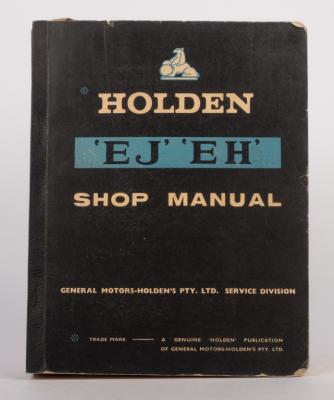 * HOLDEN
'EJ' 'EH'
SHOP MANUAL
GENERAL MOTORS-HOLDEN'S PTY. LTD. SERVICE DIVISION
* TRADE MARK — A GENUINE 'HOLDEN' PUBLICATION
OF GENERAL MOTORS-HOLDEN'S PTY. LTD.